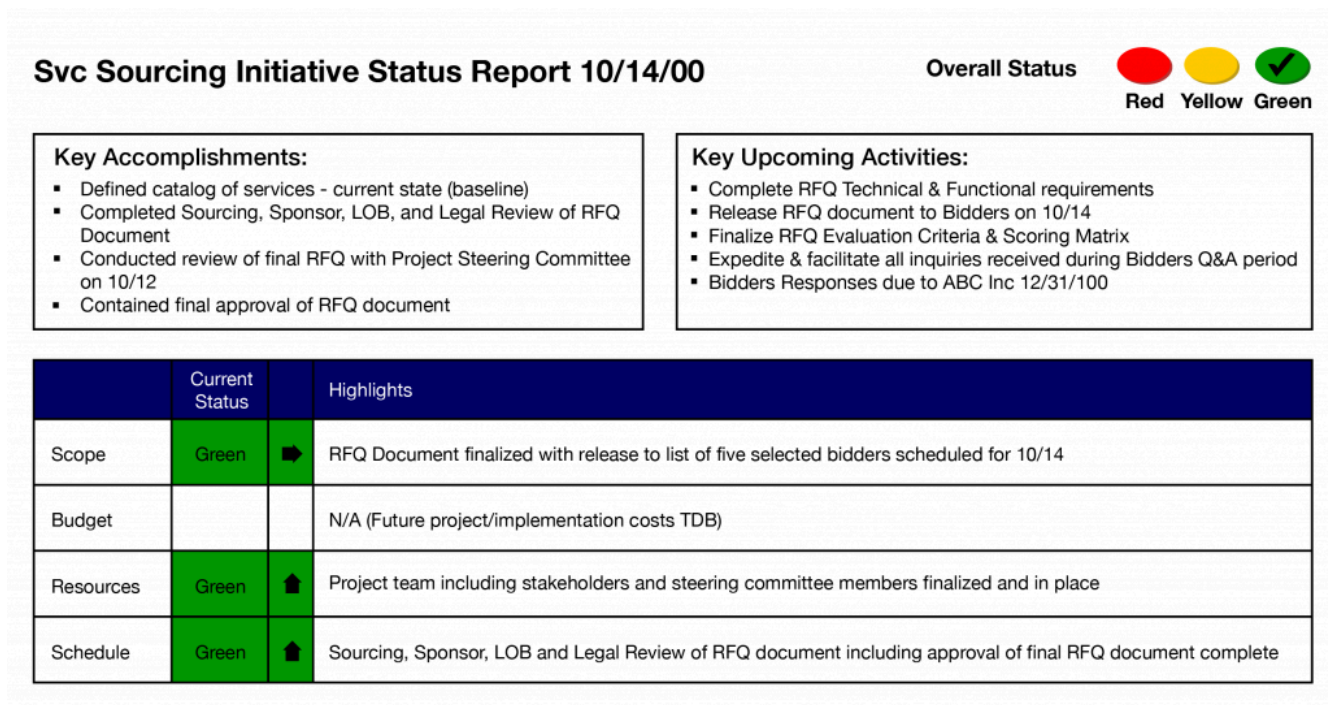 Svc Sourcing Initiative Status Report 10/14/00
Overall Status
Red Yellow Green
Key Accomplishments:
▪ Defined catalog of services - current state (baseline)
▪ Completed Sourcing, Sponsor, LOB, and Legal Review of RFQ
Document
▪ Conducted review of final RFQ with Project Steering Committee
on 10/12
▪ Contained final approval of RFQ document
Key Upcoming Activities:
▪ Complete RFQ Technical & Functional requirements
▪ Release RFQ document to Bidders on 10/14
▪ Finalize RFQ Evaluation Criteria & Scoring Matrix
▪ Expedite & facilitate all inquiries received during Bidders Q&A period
▪ Bidders Responses due to ABC Inc 12/31/100
Current
Status
Highlights
Scope Green RFQ Document finalized with release to list of five selected bidders scheduled for 10/14
Budget N/A (Future project/implementation costs TDB)
Resources Green Project team including stakeholders and steering committee members finalized and in place
Schedule Green Sourcing, Sponsor, LOB and Legal Review of RFQ document including approval of final RFQ document complete